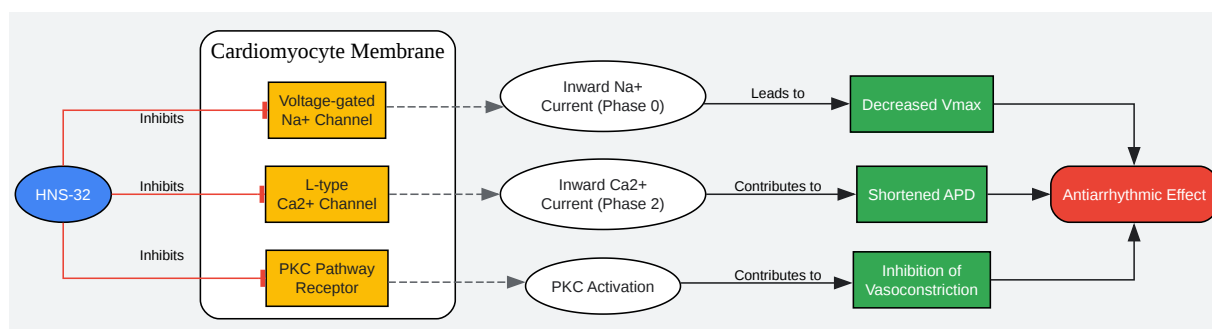 Cardiomyocyte Membrane
HNS-32
Inhibits
Voltage-gated
Na+ Channel
Inward Na+
Current (Phase 0)
Leads to
Decreased Vmax
Inhibits
L-type
Ca2+ Channel
Inward Ca2+
Current (Phase 2)
Contributes to
Shortened APD
Antiarrhythmic Effect
Inhibits
PKC Pathway
Receptor
PKC Activation
Contributes to
Inhibition of
Vasoconstriction